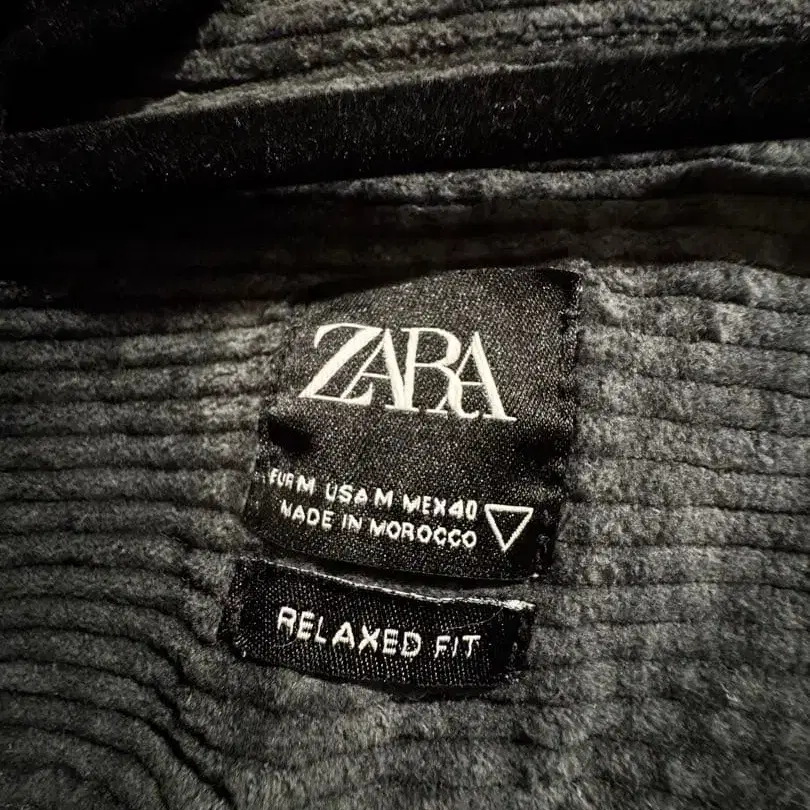 ZARA
EUR M USA M MEX 40
MADE IN MOROCCO
RELAXED FIT